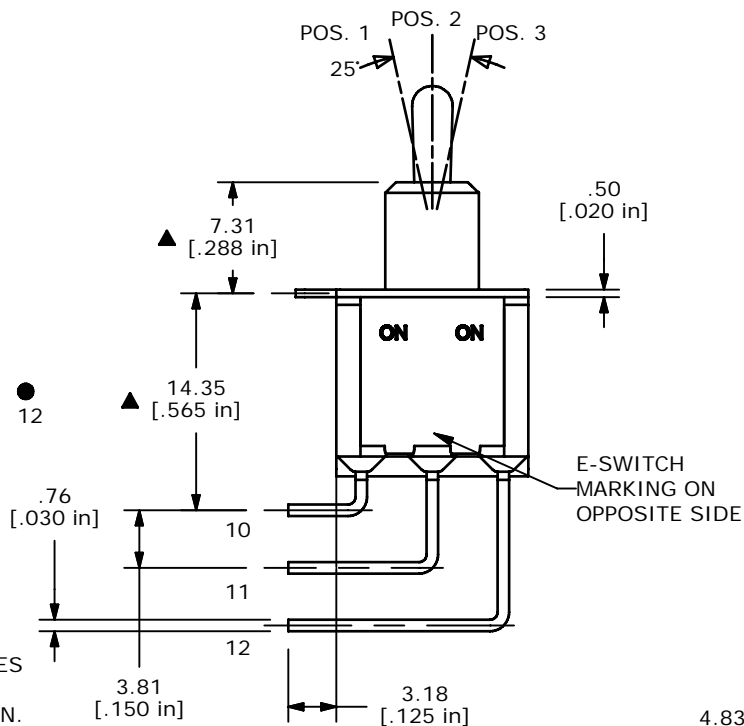 POS. 1
POS. 2
POS. 3
25°
.50
[.020 in]
▲ 7.31
[.288 in]
ON ON
●
12
▲ 14.35
[.565 in]
E-SWITCH
MARKING ON
OPPOSITE SIDE
.76
[.030 in]
10
11
12
ES
N.
3.81
[.150 in]
3.18
[.125 in]
4.83